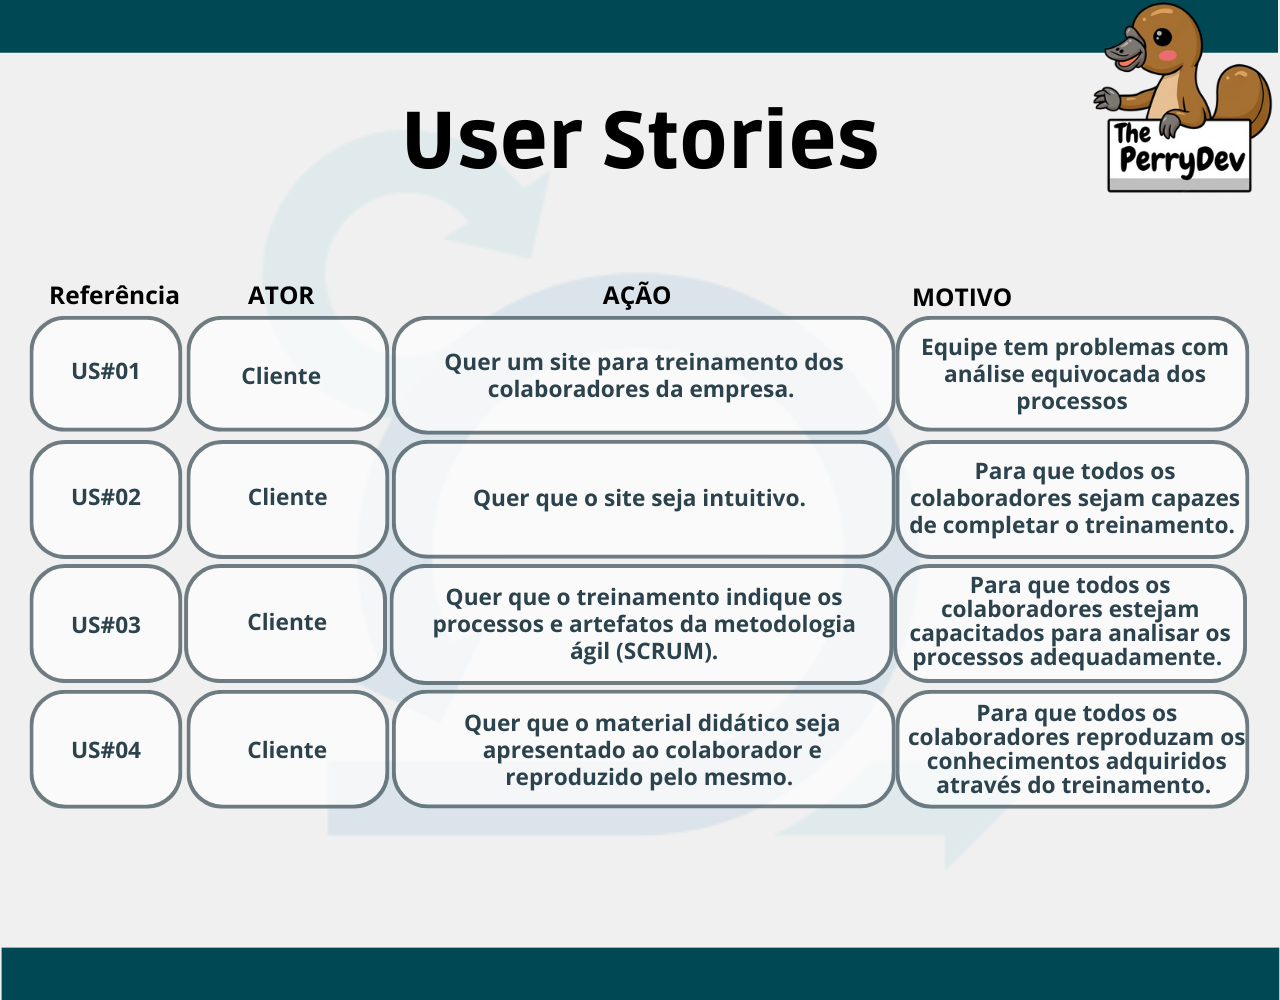 User Stories
The
PerryDev
Referência
ATOR
AÇÃO
MOTIVO
US#01
Cliente
Quer um site para treinamento dos
colaboradores da empresa.
Equipe tem problemas com
análise equivocada dos
processos
US#02
Cliente
Quer que o site seja intuitivo.
Para que todos os
colaboradores sejam capazes
de completar o treinamento.
US#03
Cliente
Quer que o treinamento indique os
processos e artefatos da metodologia
ágil (SCRUM).
Para que todos os
colaboradores estejam
capacitados para analisar os
processos adequadamente.
US#04
Cliente
Quer que o material didático seja
apresentado ao colaborador e
reproduzido pelo mesmo.
Para que todos os
colaboradores reproduzam os
conhecimentos adquiridos
através do treinamento.